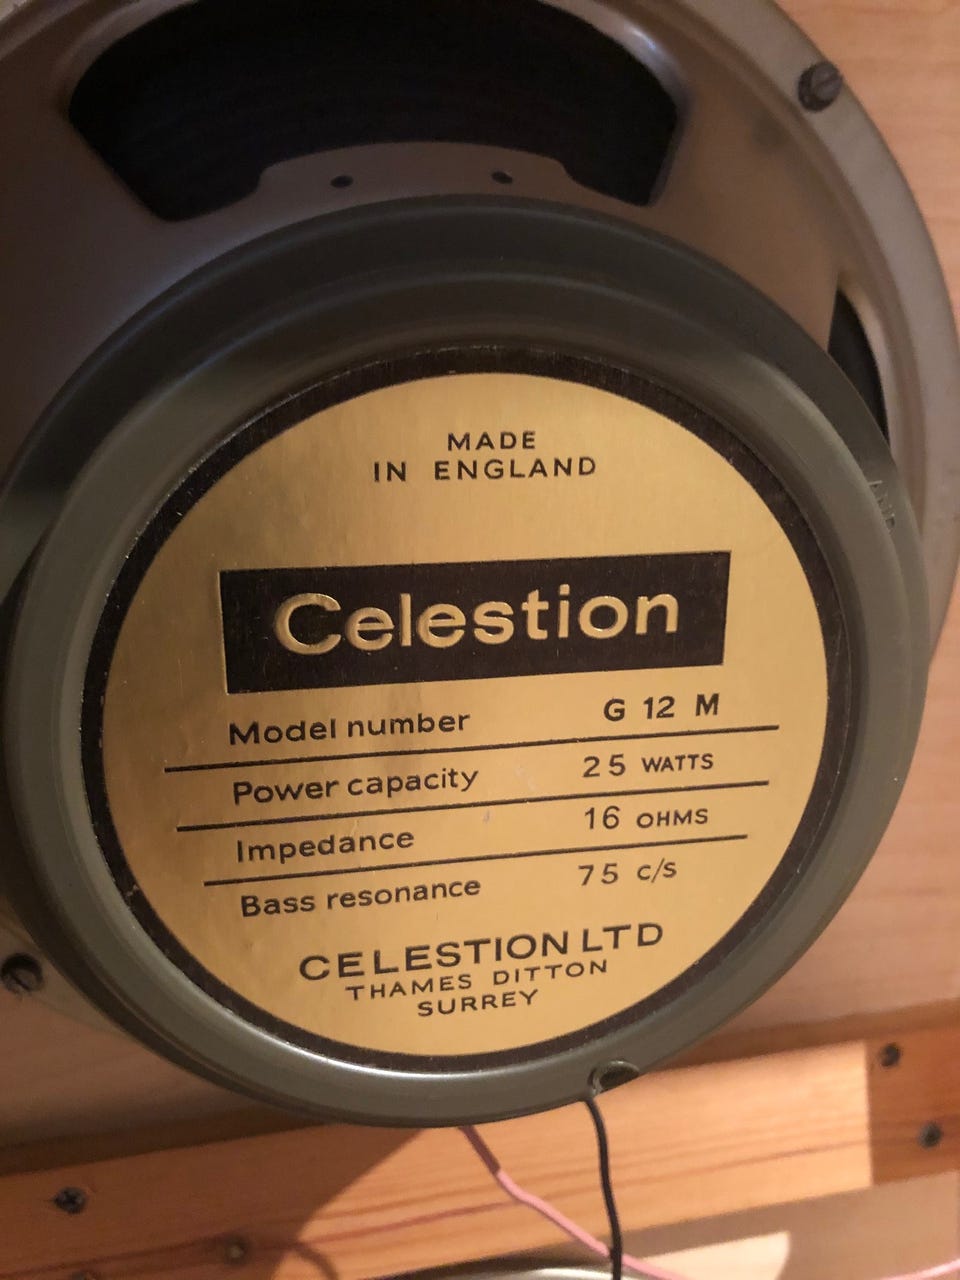 MADE
IN ENGLAND
Celestion
Model number G 12 M
Power capacity 25 WATTS
Impedance 16 OHMS
Bass resonance 75 c/s
CELESTION LTD
THAMES DITTON
SURREY